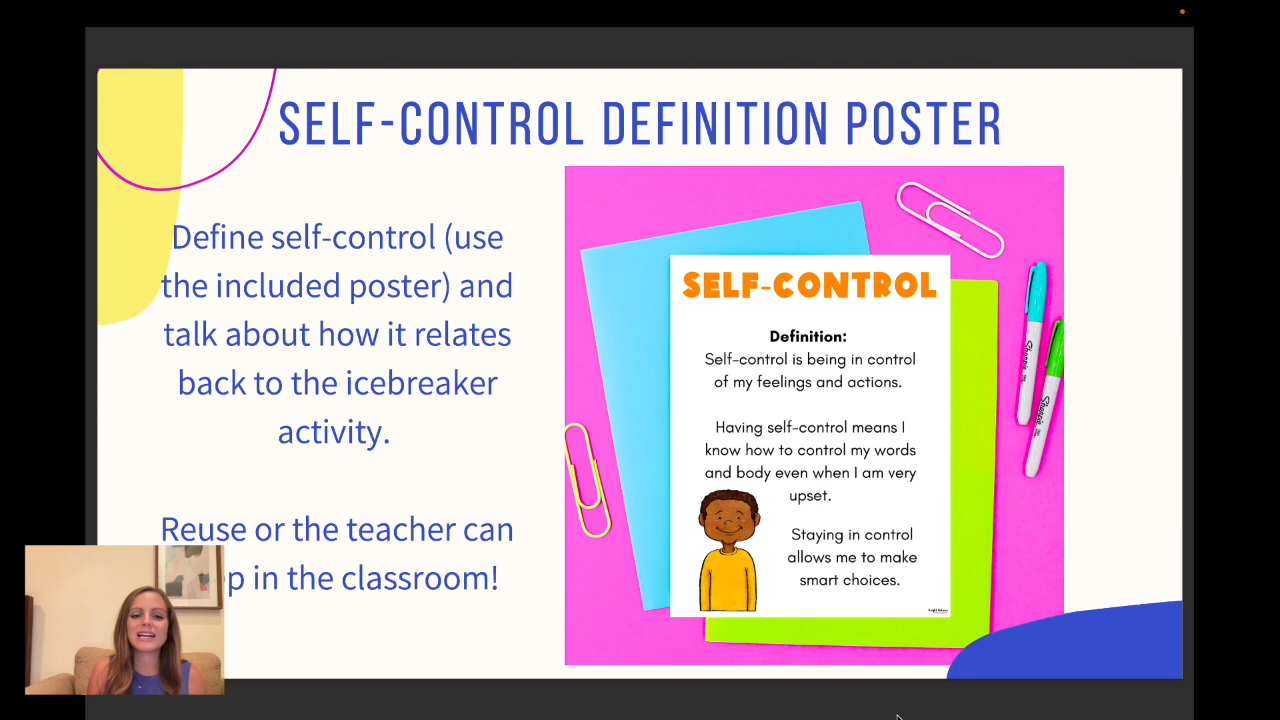 SELF-CONTROL DEFINITION POSTER
Define self-control (use
the included poster) and
talk about how it relates
back to the icebreaker
activity.
Reuse or the teacher can
p in the classroom!
SELF-CONTROL
Definition:
Self-control is being in control
of my feelings and actions.
Having self-control means I
know how to control my words
and body even when I am very
upset.
Staying in control
allows me to make
smart choices.
Sharpie
Sharpie